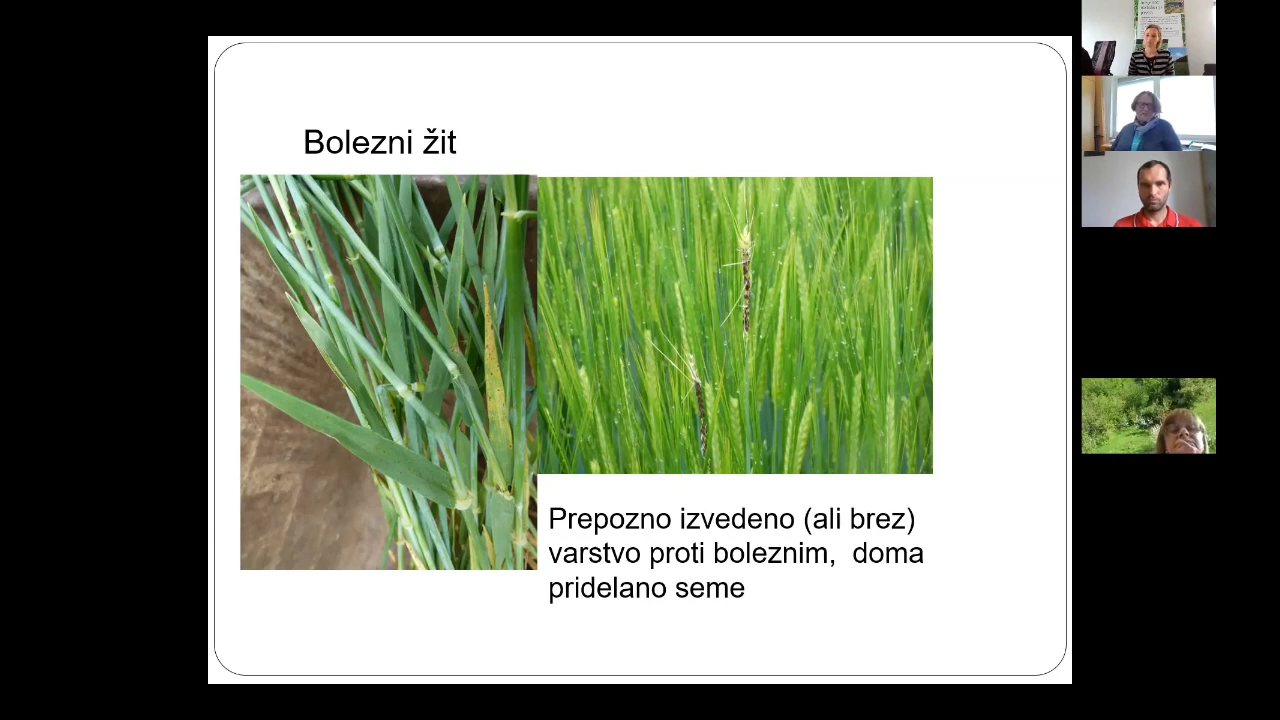 Bolezni žit
Prepozno izvedeno (ali brez)
varstvo proti boleznim,  doma
pridelano seme